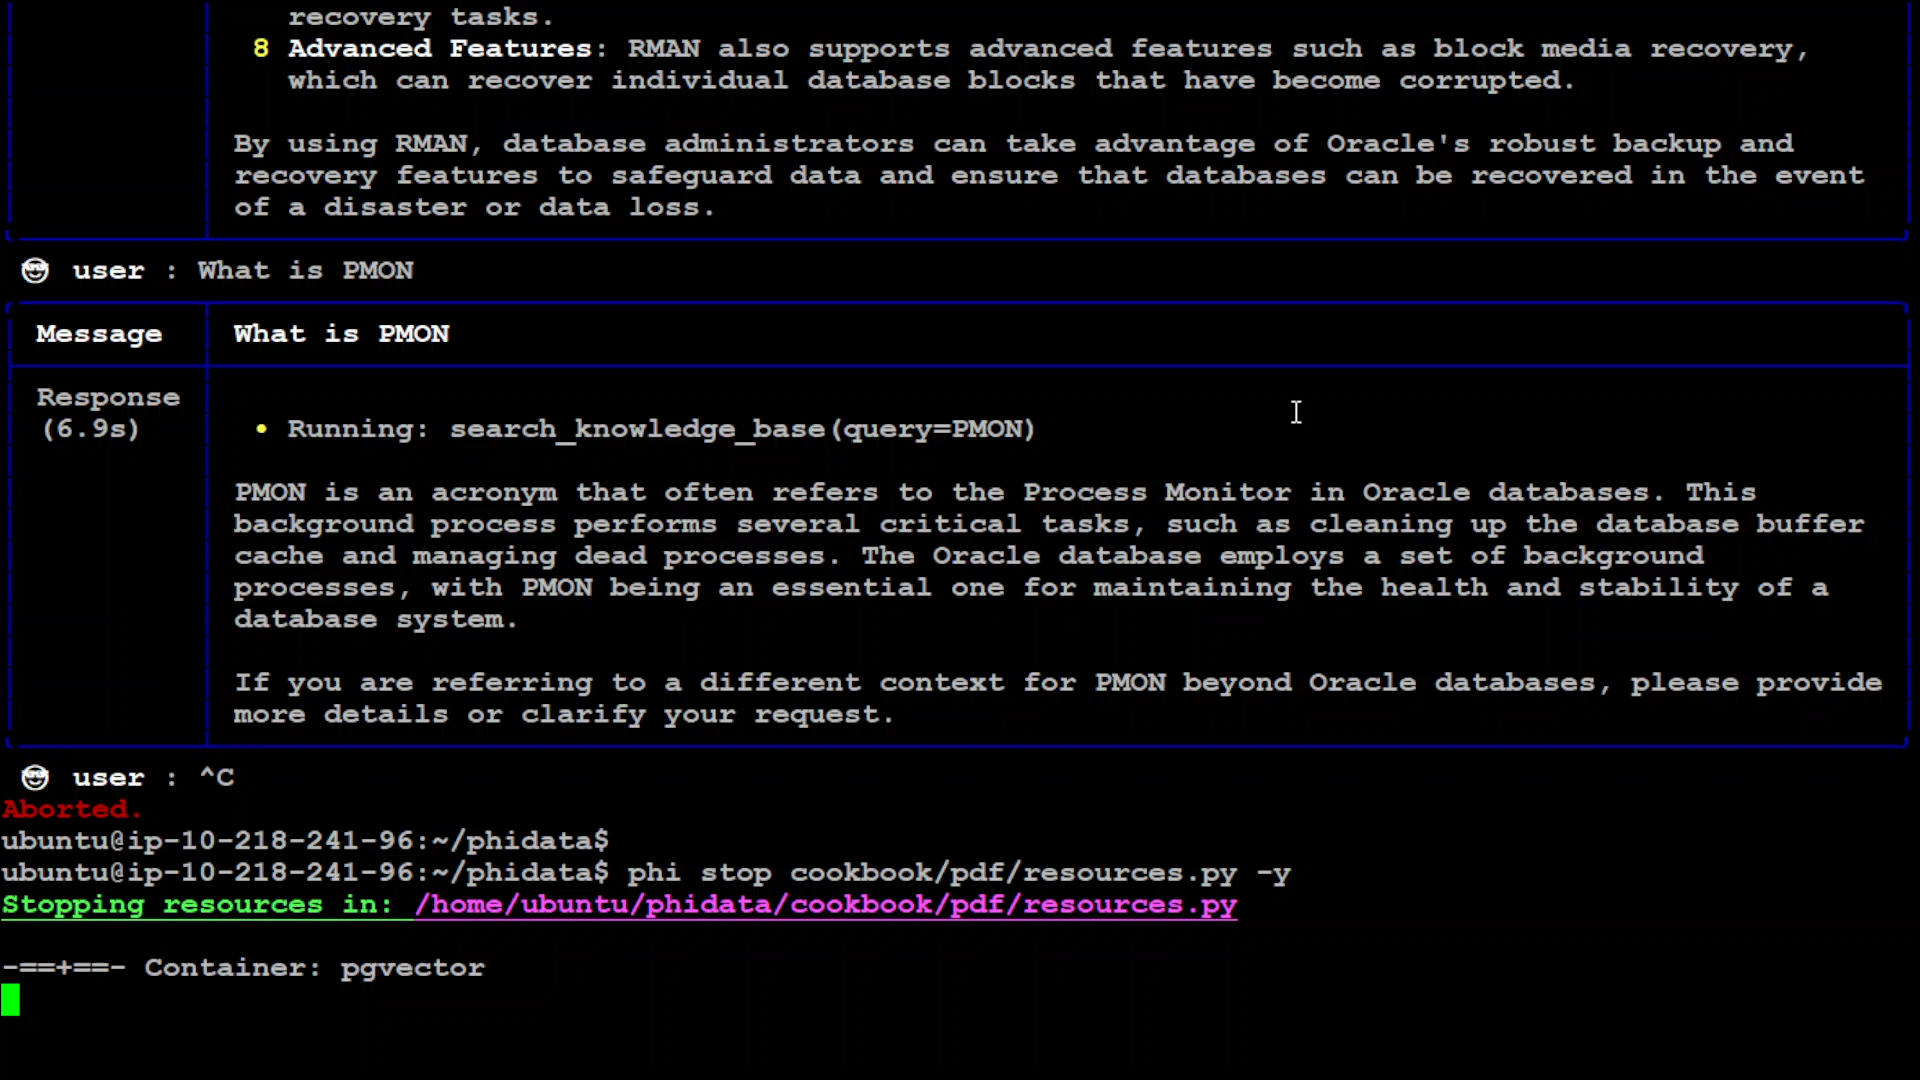 recovery tasks.
8 Advanced Features: RMAN also supports advanced features such as block media recovery,
which can recover individual database blocks that have become corrupted.
By using RMAN, database administrators can take advantage of Oracle's robust backup and
recovery features to safeguard data and ensure that databases can be recovered in the event
of a disaster or data loss.
user : What is PMON
Message What is PMON
Response
(6.9s) • Running: search_knowledge_base(query=PMON)
PMON is an acronym that often refers to the Process Monitor in Oracle databases. This
background process performs several critical tasks, such as cleaning up the database buffer
cache and managing dead processes. The Oracle database employs a set of background
processes, with PMON being an essential one for maintaining the health and stability of a
database system.
If you are referring to a different context for PMON beyond Oracle databases, please provide
more details or clarify your request.
user : ^C
Aborted.
ubuntu@ip-10-218-241-96:~/phidata$
ubuntu@ip-10-218-241-96:~/phidata$ phi stop cookbook/pdf/resources.py -y
Stopping resources in: /home/ubuntu/phidata/cookbook/pdf/resources.py
-==+==- Container: pgvector